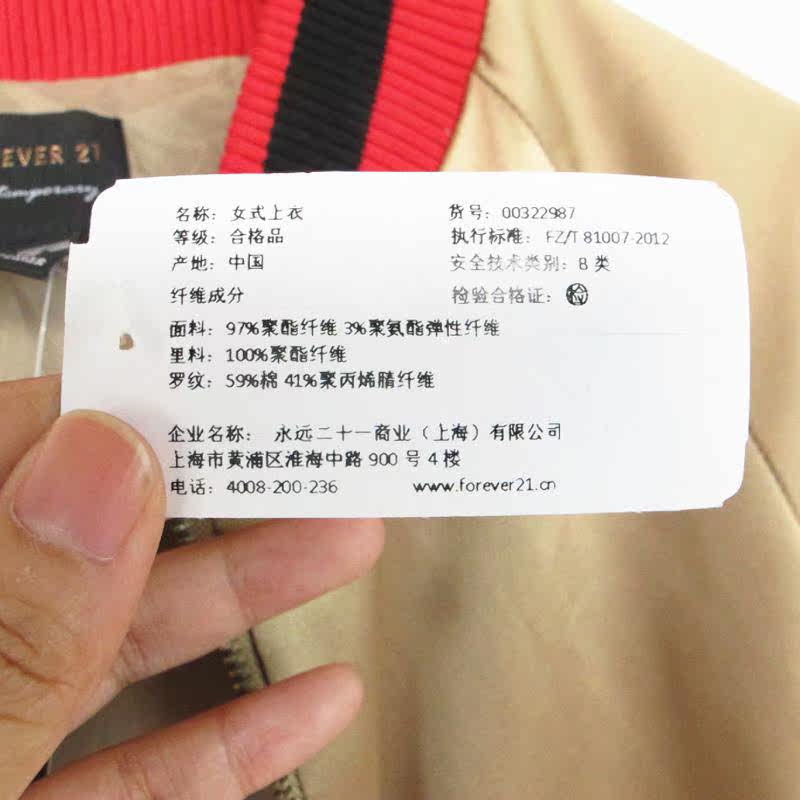 EVER 21
名称：女式上衣 货号：00322987
等级：合格品 执行标准：FZ/T 81007-2012
产地：中国 安全技术类别：B 类
纤维成分 检验合格证：检
面料：97%聚酯纤维 3%聚氨酯弹性纤维
里料：100%聚酯纤维
罗纹：59%棉 41%聚丙烯腈纤维
企业名称： 永远二十一商业（上海）有限公司
上海市黄浦区淮海中路 900 号 4 楼
电话：4008-200-236 www.forever21.cn